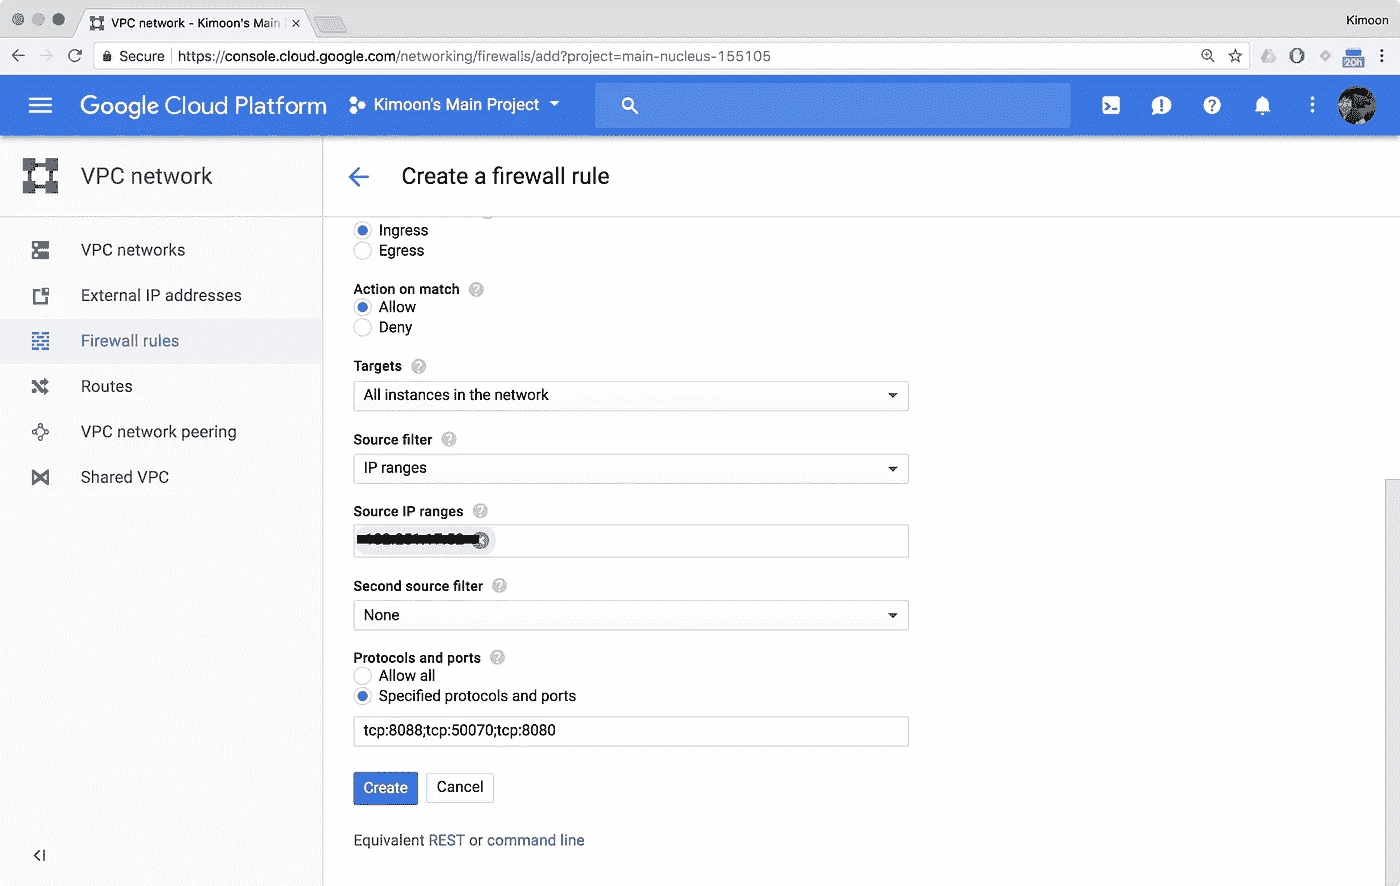 VPC network - Kimoon's Main
Kimoon
Secure https://console.cloud.google.com/networking/firewalls/add?project=main-nucleus-155105
20h
Google Cloud Platform
Kimoon's Main Project
VPC network
Create a firewall rule
VPC networks
External IP addresses
Firewall rules
Routes
VPC network peering
Shared VPC
Ingress
Egress
Action on match
Allow
Deny
Targets
All instances in the network
Source filter
IP ranges
Source IP ranges
Second source filter
None
Protocols and ports
Allow all
Specified protocols and ports
tcp:8088;tcp:50070;tcp:8080
Create
Cancel
Equivalent REST or command line